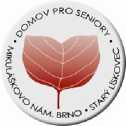 • DOMOV PRO SENIORY •
MIKULÁŠKOVO NÁM. BRNO • STARÝ LÍSKOVEC